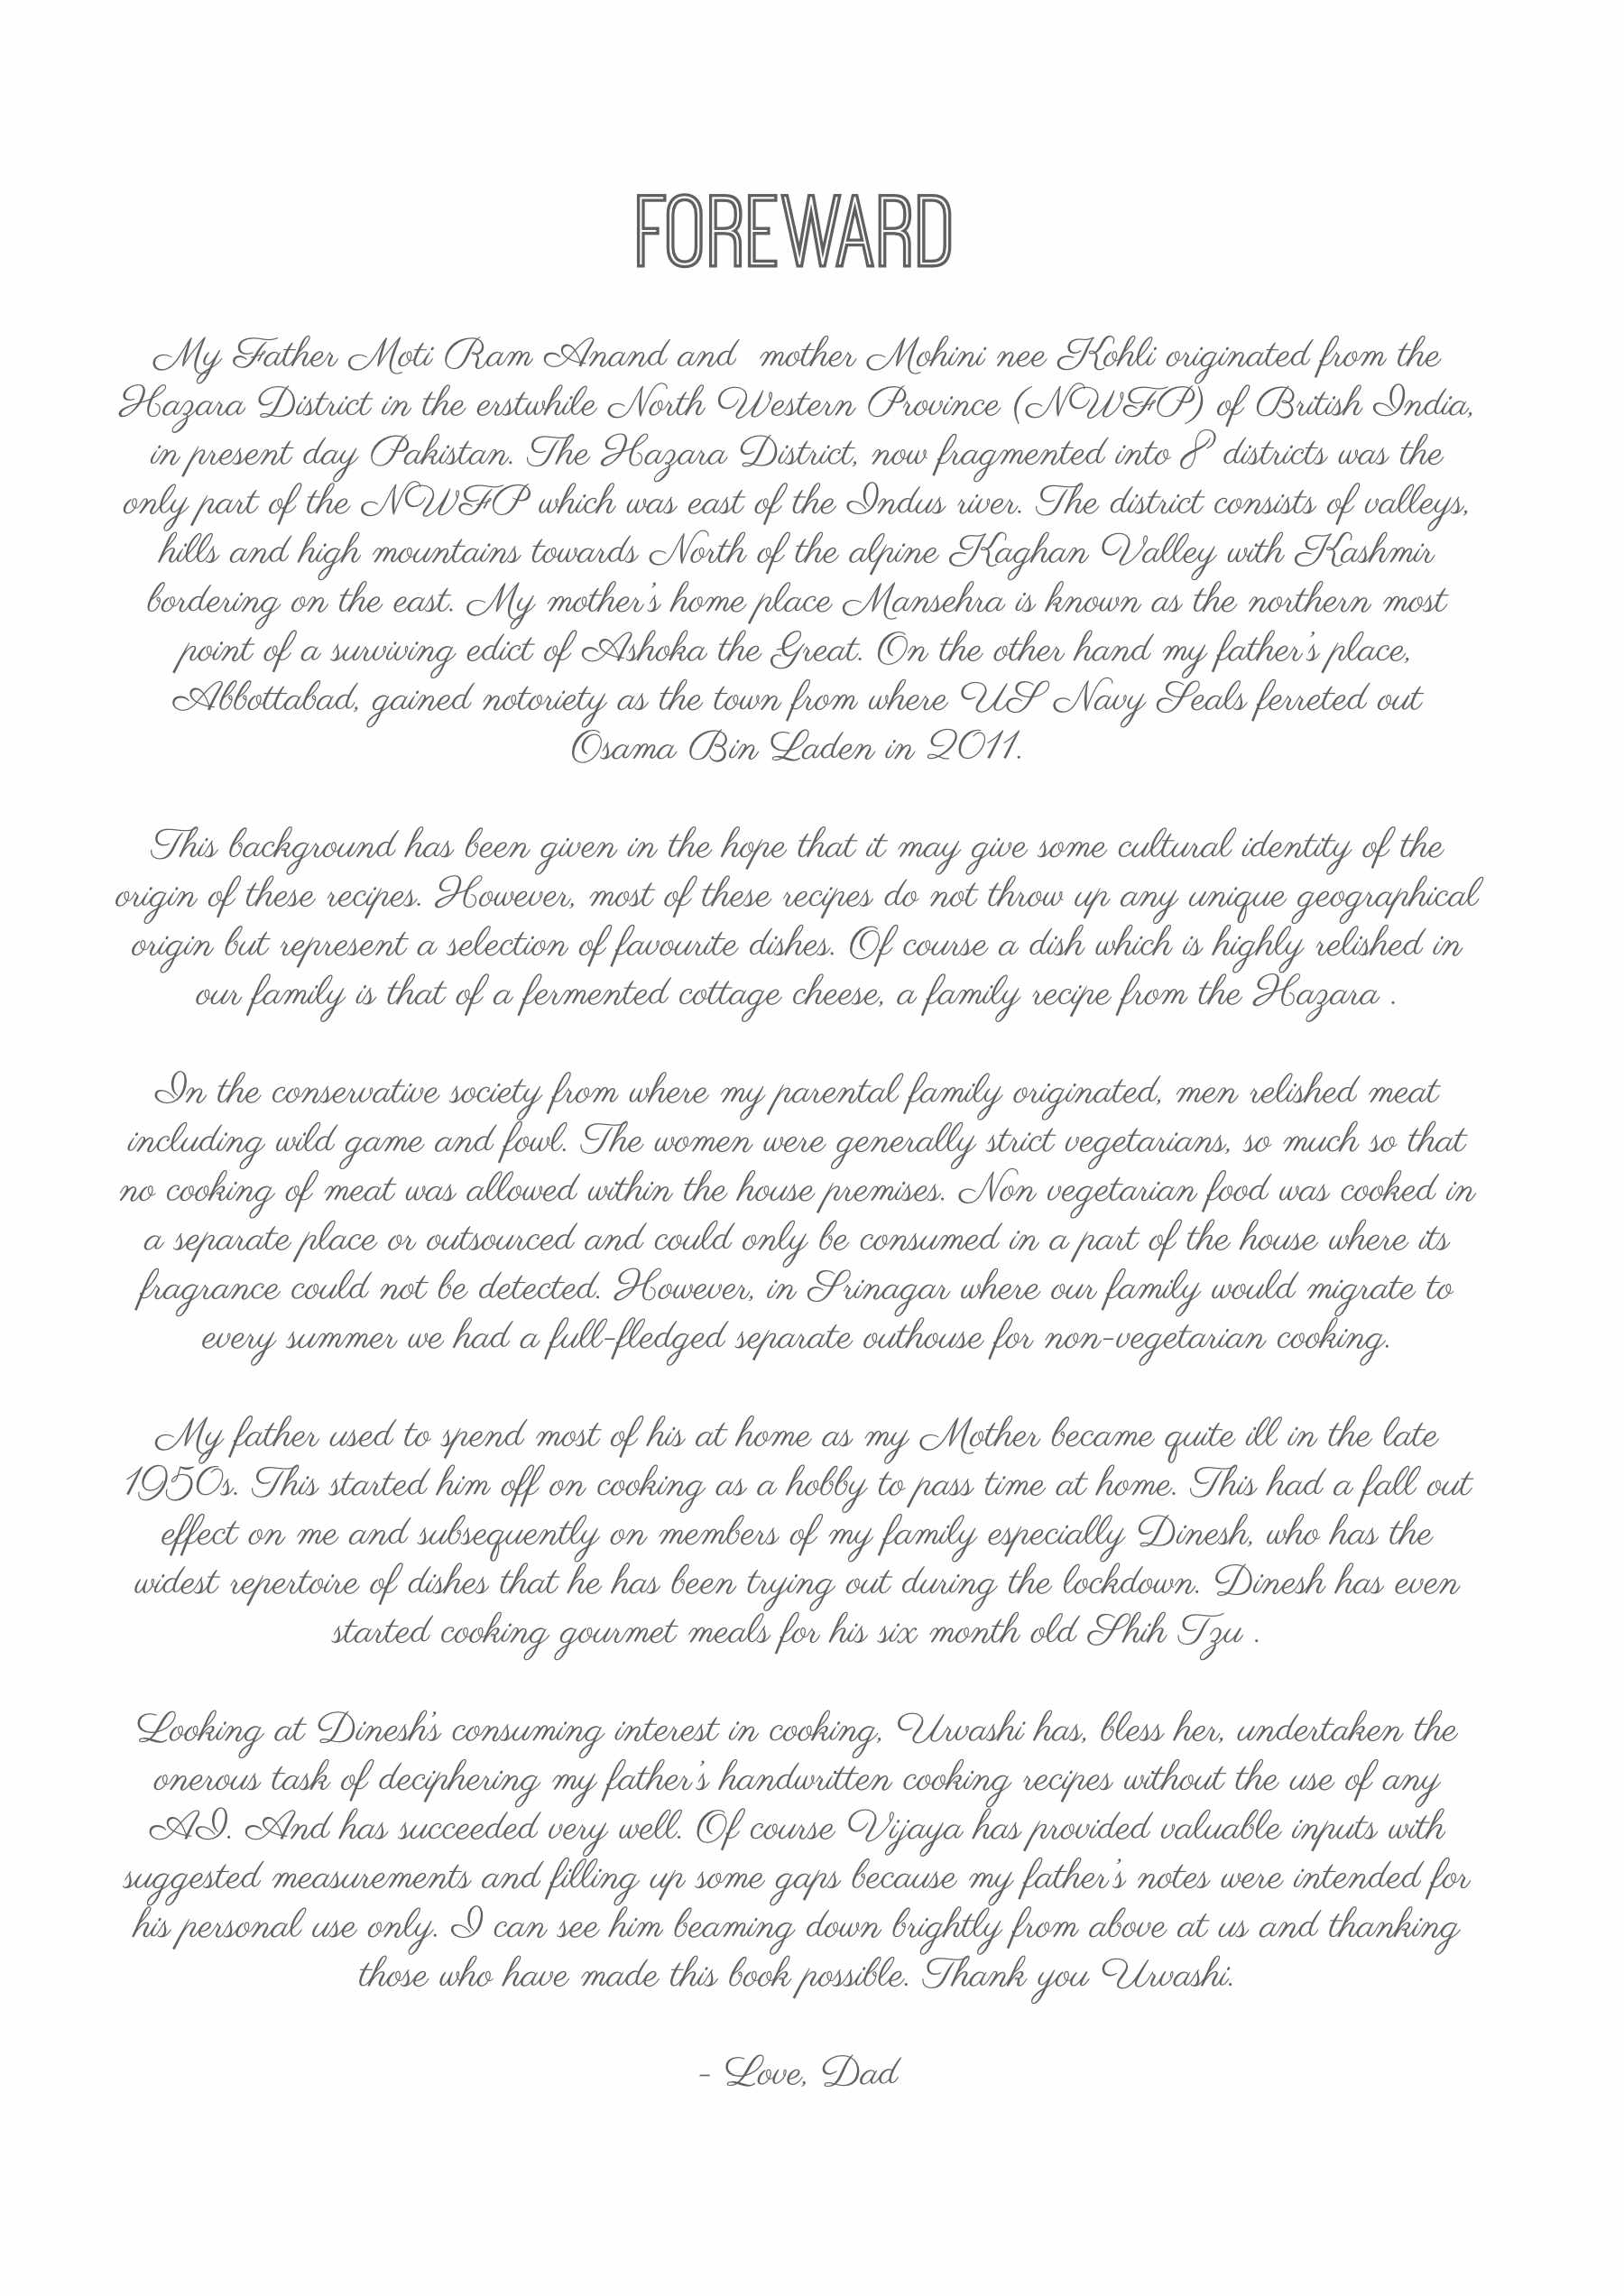 FOREWARD
My Father Moti Ram Anand and mother Mohini nee Kohli originated from the
Hazara District in the erstwhile North Western Province (NWFP) of British India,
in present day Pakistan. The Hazara District, now fragmented into 8 districts was the
only part of the NWFP which was east of the Indus river. The district consists of valleys,
hills and high mountains towards North of the alpine Kaghan Valley with Kashmir
bordering on the east. My mother's home place Mansehra is known as the northern most
point of a surviving edict of Ashoka the Great. On the other hand my father's place,
Abbottabad, gained notoriety as the town from where US Navy Seals ferreted out
Osama Bin Laden in 2011.
This background has been given in the hope that it may give some cultural identity of the
origin of these recipes. However, most of these recipes do not throw up any unique geographical
origin but represent a selection of favourite dishes. Of course a dish which is highly relished in
our family is that of a fermented cottage cheese, a family recipe from the Hazara .
In the conservative society from where my parental family originated, men relished meat
including wild game and fowl. The women were generally strict vegetarians, so much so that
no cooking of meat was allowed within the house premises. Non vegetarian food was cooked in
a separate place or outsourced and could only be consumed in a part of the house where its
fragrance could not be detected. However, in Srinagar where our family would migrate to
every summer we had a full-fledged separate outhouse for non-vegetarian cooking.
My father used to spend most of his at home as my Mother became quite ill in the late
1950s. This started him off on cooking as a hobby to pass time at home. This had a fall out
effect on me and subsequently on members of my family especially Dinesh, who has the
widest repertoire of dishes that he has been trying out during the lockdown. Dinesh has even
started cooking gourmet meals for his six month old Shih Tzu .
Looking at Dinesh's consuming interest in cooking, Urvashi has, bless her, undertaken the
onerous task of deciphering my father's handwritten cooking recipes without the use of any
AI. And has succeeded very well. Of course Vijaya has provided valuable inputs with
suggested measurements and filling up some gaps because my father's notes were intended for
his personal use only. I can see him beaming down brightly from above at us and thanking
those who have made this book possible. Thank you Urvashi.
- Love, Dad